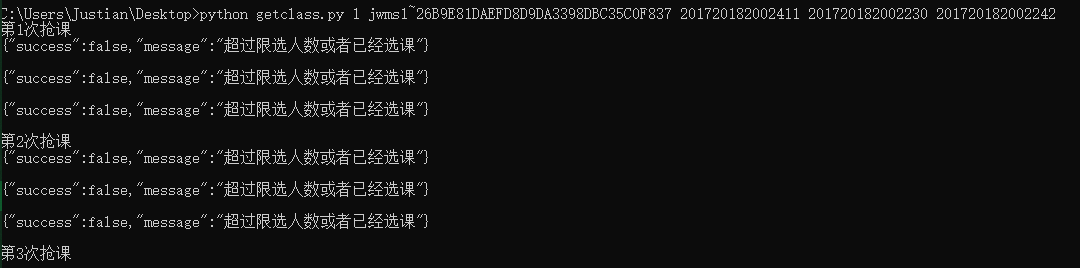 C:\Users\Justian\Desktop>python getclass.py 1 jwms1~26B9E81DAEFD8D9DA3398DBC35C0F837 201720182002411 201720182002230 201720182002242
第1次抢课
{"success":false,"message":"超过限选人数或者已经选课"}
{"success":false,"message":"超过限选人数或者已经选课"}
{"success":false,"message":"超过限选人数或者已经选课"}
第2次抢课
{"success":false,"message":"超过限选人数或者已经选课"}
{"success":false,"message":"超过限选人数或者已经选课"}
{"success":false,"message":"超过限选人数或者已经选课"}
第3次抢课